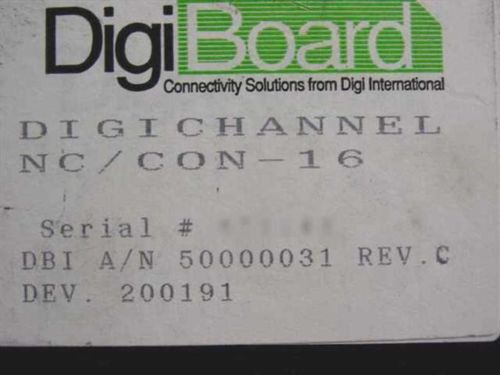 DigiBoard
Connectivity Solutions from Digi International
DIGICHANNEL
NC/CON-16
Serial #
DBI A/N 50000031 REV.C
DEV. 200191